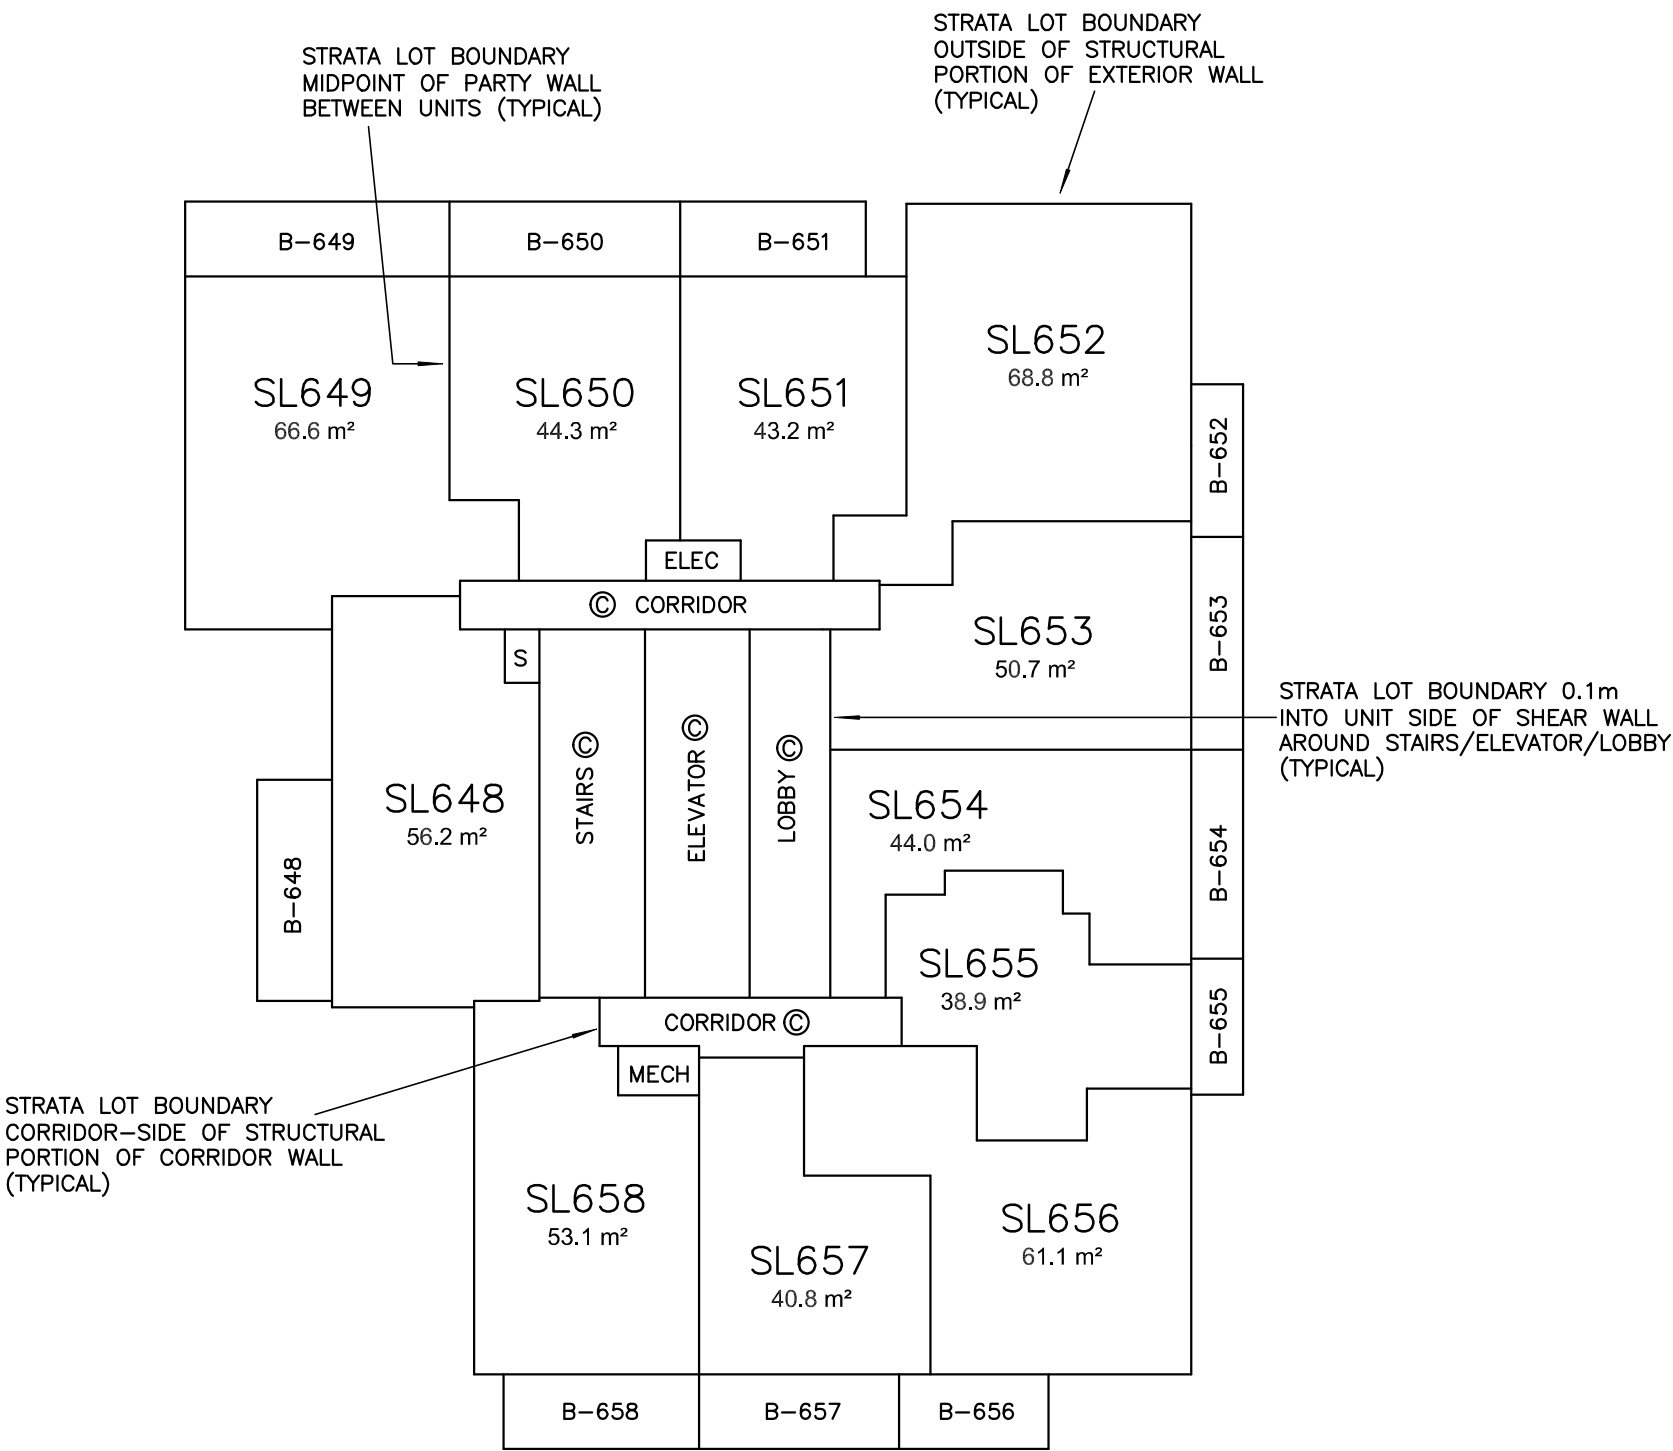 STRATA LOT BOUNDARY
OUTSIDE OF STRUCTURAL
PORTION OF EXTERIOR WALL
(TYPICAL)
STRATA LOT BOUNDARY
MIDPOINT OF PARTY WALL
BETWEEN UNITS (TYPICAL)
B-649
B-650
B-651
SL652
68.8 m²
SL649
66.6 m²
SL650
44.3 m²
SL651
43.2 m²
B-652
ELEC
Ⓒ CORRIDOR
SL653
50.7 m²
B-653
S
STRATA LOT BOUNDARY 0.1m
INTO UNIT SIDE OF SHEAR WALL
AROUND STAIRS/ELEVATOR/LOBBY
(TYPICAL)
STAIRS Ⓒ
ELEVATOR Ⓒ
LOBBY Ⓒ
SL648
56.2 m²
SL654
44.0 m²
B-648
B-654
SL655
38.9 m²
B-655
CORRIDOR Ⓒ
MECH
STRATA LOT BOUNDARY
CORRIDOR-SIDE OF STRUCTURAL
PORTION OF CORRIDOR WALL
(TYPICAL)
SL658
53.1 m²
SL657
40.8 m²
SL656
61.1 m²
B-658
B-657
B-656